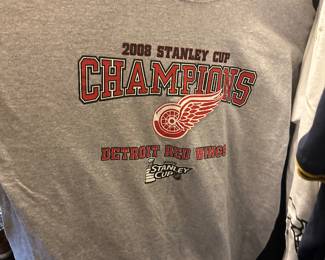 2008 STANLEY CUP
CHAMPIONS
DETROIT RED WINGS
STANLEY
CUP